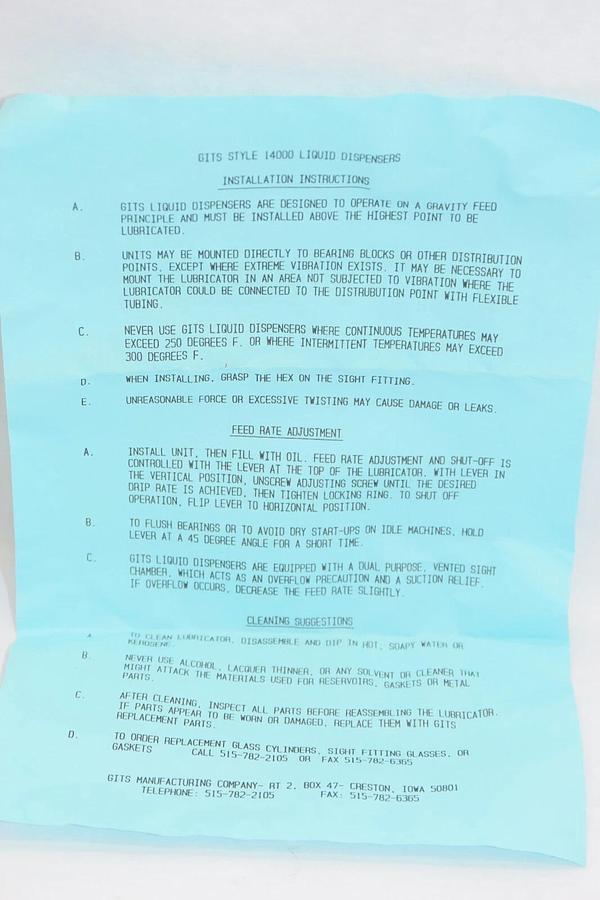 GITS STYLE 14000 LIQUID DISPENSERS
INSTALLATION INSTRUCTIONS
A. GITS LIQUID DISPENSERS ARE DESIGNED TO OPERATE ON A GRAVITY FEED
PRINCIPLE AND MUST BE INSTALLED ABOVE THE HIGHEST POINT TO BE
LUBRICATED.
B. UNITS MAY BE MOUNTED DIRECTLY TO BEARING BLOCKS OR OTHER DISTRIBUTION
POINTS, EXCEPT WHERE EXTREME VIBRATION EXISTS. IT MAY BE NECESSARY TO
MOUNT THE LUBRICATOR IN AN AREA NOT SUBJECTED TO VIBRATION WHERE THE
LUBRICATOR COULD BE CONNECTED TO THE DISTRUBUTION POINT WITH FLEXIBLE
TUBING.
C. NEVER USE GITS LIQUID DISPENSERS WHERE CONTINUOUS TEMPERATURES MAY
EXCEED 250 DEGREES F. OR WHERE INTERMITTENT TEMPERATURES MAY EXCEED
300 DEGREES F.
D. WHEN INSTALLING, GRASP THE HEX ON THE SIGHT FITTING.
E. UNREASONABLE FORCE OR EXCESSIVE TWISTING MAY CAUSE DAMAGE OR LEAKS.
FEED RATE ADJUSTMENT
A. INSTALL UNIT, THEN FILL WITH OIL. FEED RATE ADJUSTMENT AND SHUT-OFF IS
CONTROLLED WITH THE LEVER AT THE TOP OF THE LUBRICATOR. WITH LEVER IN
THE VERTICAL POSITION, UNSCREW ADJUSTING SCREW UNTIL THE DESIRED
DRIP RATE IS ACHIEVED, THEN TIGHTEN LOCKING RING. TO SHUT OFF
OPERATION, FLIP LEVER TO HORIZONTAL POSITION.
B. TO FLUSH BEARINGS OR TO AVOID DRY START-UPS ON IDLE MACHINES, HOLD
LEVER AT A 45 DEGREE ANGLE FOR A SHORT TIME.
C. GITS LIQUID DISPENSERS ARE EQUIPPED WITH A DUAL PURPOSE, VENTED SIGHT
CHAMBER, WHICH ACTS AS AN OVERFLOW PRECAUTION AND A SUCTION RELIEF.
IF OVERFLOW OCCURS, DECREASE THE FEED RATE SLIGHTLY.
CLEANING SUGGESTIONS
A. TO CLEAN LUBRICATOR, DISASSEMBLE AND DIP IN HOT, SOAPY WATER OR
KEROSENE.
B. NEVER USE ALCOHOL, LACQUER THINNER, OR ANY SOLVENT OR CLEANER THAT
MIGHT ATTACK THE MATERIALS USED FOR RESERVOIRS, GASKETS OR METAL
PARTS.
C. AFTER CLEANING, INSPECT ALL PARTS BEFORE REASSEMBLING THE LUBRICATOR.
IF PARTS APPEAR TO BE WORN OR DAMAGED, REPLACE THEM WITH GITS
REPLACEMENT PARTS.
D. TO ORDER REPLACEMENT GLASS CYLINDERS, SIGHT FITTING GLASSES, OR
GASKETS CALL 515-782-2105 OR FAX 515-782-6365
GITS MANUFACTURING COMPANY- RT 2, BOX 47- CRESTON, IOWA 50801
TELEPHONE: 515-782-2105 FAX: 515-782-6365